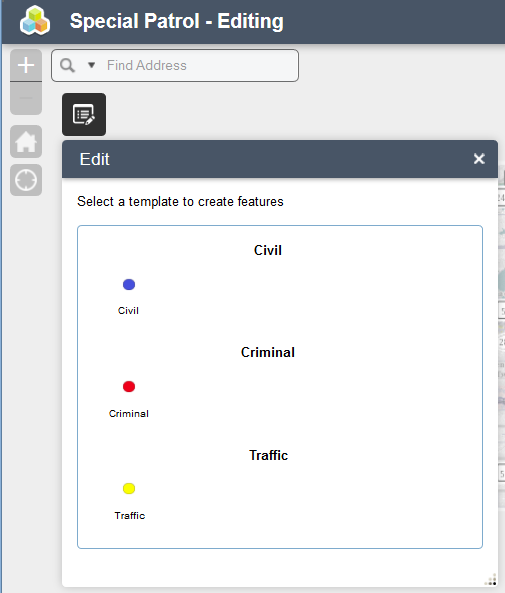 Special Patrol - Editing
Find Address
Edit
Select a template to create features
Civil
Civil
Criminal
Criminal
Traffic
Traffic